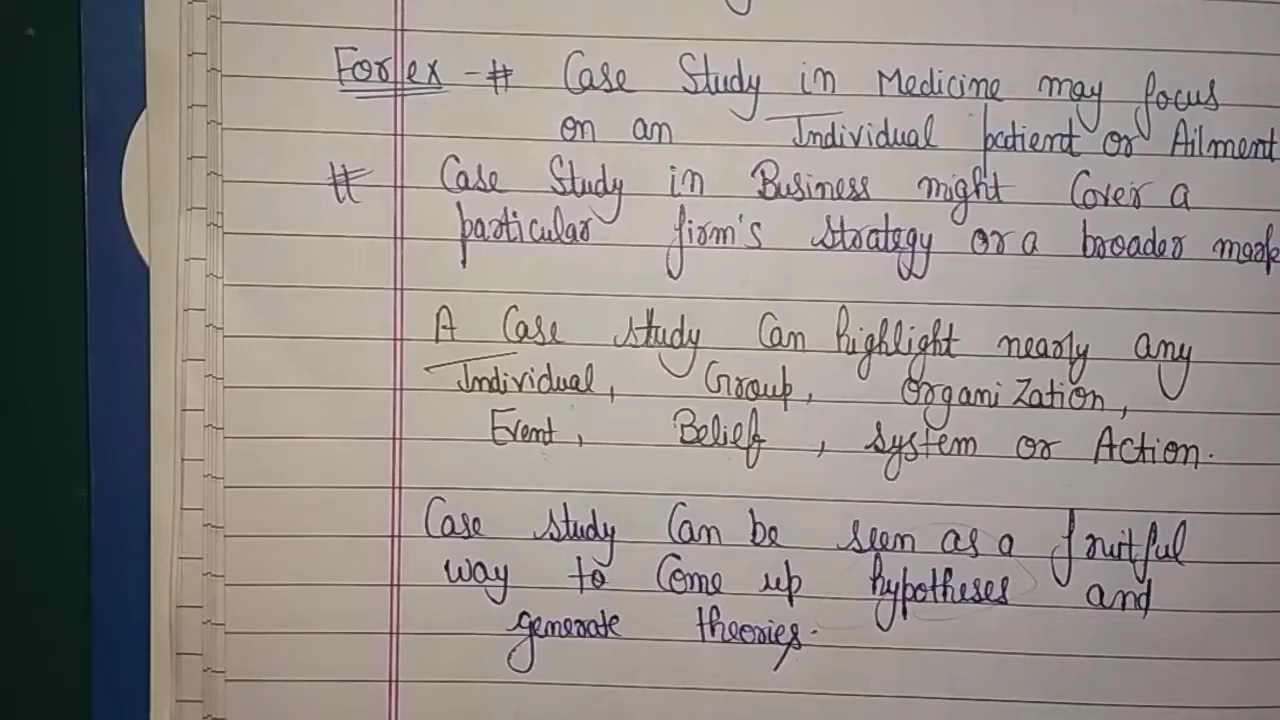 For ex - # Case Study in Medicine may focus
on an Individual patient or Ailment
# Case Study in Business might Cover a
particular firm's strategy or a broader mark
A Case study Can highlight nearly any
Individual, Group, OrganiZation,
Event, Belief, system or Action.
Case study Can be seen as a fruitful
way to Come up hypotheses and
generate theories.